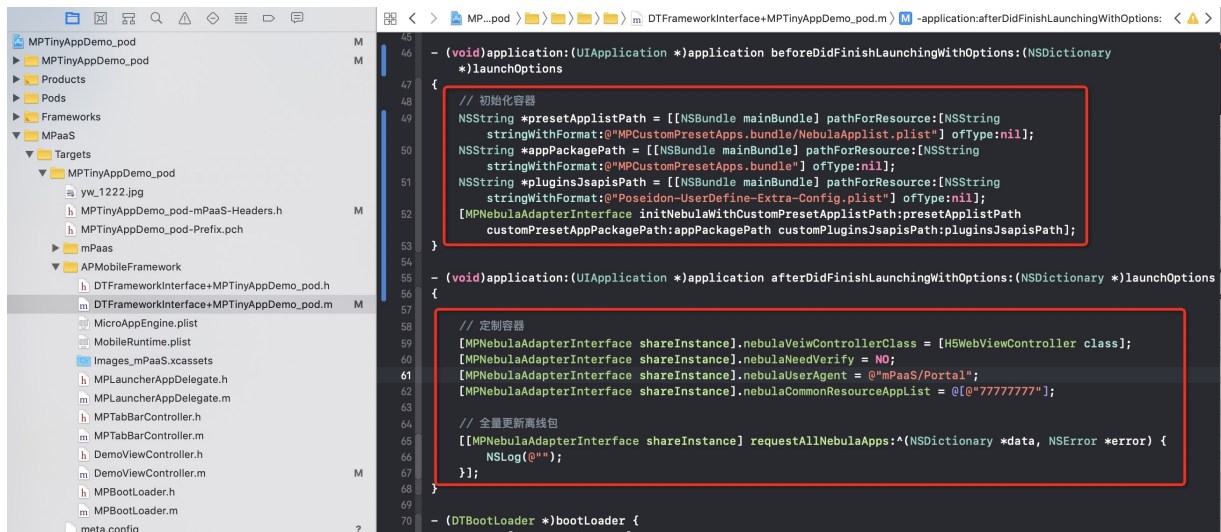 MP...pod
DTFrameworkInterface+MPTinyAppDemo_pod.m
M -application:afterDidFinishLaunchingWithOptions:
MPTinyAppDemo_pod M
MPTinyAppDemo_pod M
Products
Pods
Frameworks
MPaaS
Targets
MPTinyAppDemo_pod
yw_1222.jpg
h MPTinyAppDemo_pod-mPaaS-Headers.h M
h MPTinyAppDemo_pod-Prefix.pch
mPaas
APMobileFramework
h DTFrameworkInterface+MPTinyAppDemo_pod.h
m DTFrameworkInterface+MPTinyAppDemo_pod.m M
MicroAppEngine.plist
MobileRuntime.plist
Images_mPaaS.xcassets
h MPLauncherAppDelegate.h
m MPLauncherAppDelegate.m
h MPTabBarController.h
m MPTabBarController.m
h DemoViewController.h
m DemoViewController.m M
h MPBootLoader.h
m MPBootLoader.m
meta.config ?
45
46 - (void)application:(UIApplication *)application beforeDidFinishLaunchingWithOptions:(NSDictionary
*)launchOptions
47 {
48 // 初始化容器
49 NSString *presetApplistPath = [[NSBundle mainBundle] pathForResource:[NSString
stringWithFormat:@"MPCustomPresetApps.bundle/NebulaApplist.plist"] ofType:nil];
50 NSString *appPackagePath = [[NSBundle mainBundle] pathForResource:[NSString
stringWithFormat:@"MPCustomPresetApps.bundle"] ofType:nil];
51 NSString *pluginsJsapisPath = [[NSBundle mainBundle] pathForResource:[NSString
stringWithFormat:@"Poseidon-UserDefine-Extra-Config.plist"] ofType:nil];
52 [MPNebulaAdapterInterface initNebulaWithCustomPresetApplistPath:presetApplistPath
customPresetAppPackagePath:appPackagePath customPluginsJsapisPath:pluginsJsapisPath];
53 }
54
55 - (void)application:(UIApplication *)application afterDidFinishLaunchingWithOptions:(NSDictionary *)launchOptions
56 {
57
58 // 定制容器
59 [MPNebulaAdapterInterface shareInstance].nebulaVeiwControllerClass = [H5WebViewController class];
60 [MPNebulaAdapterInterface shareInstance].nebulaNeedVerify = NO;
61 [MPNebulaAdapterInterface shareInstance].nebulaUserAgent = @"mPaaS/Portal";
62 [MPNebulaAdapterInterface shareInstance].nebulaCommonResourceAppList = @[@"77777777"];
63
64 // 全量更新离线包
65 [[MPNebulaAdapterInterface shareInstance] requestAllNebulaApps:^(NSDictionary *data, NSError *error) {
66 NSLog(@"");
67 }];
68 }
69
70 - (DTBootLoader *)bootLoader {